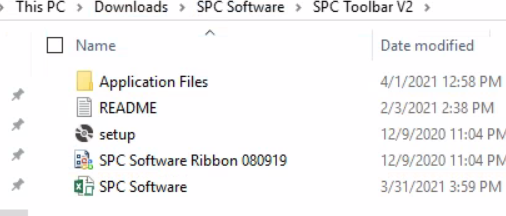 This PC > Downloads > SPC Software > SPC Toolbar V2 >
Name Date modified
Application Files 4/1/2021 12:58 PM
README 2/3/2021 2:38 PM
setup 12/9/2020 11:04 PM
SPC Software Ribbon 080919 12/9/2020 11:04 PM
SPC Software 3/31/2021 3:59 PM